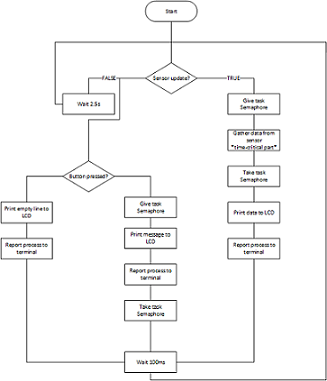 Start
Sensor update?
FALSE
TRUE
Wait 2.5s
Give task
Semaphore
Gather data from
sensor
"time-critical part"
Button pressed?
Take task
Semaphore
Print empty line to
LCD
Give task
Semaphore
Print data to LCD
Print message to
LCD
Report process to
terminal
Report process to
terminal
Report process to
terminal
Take task
Semaphore
Wait 100ms